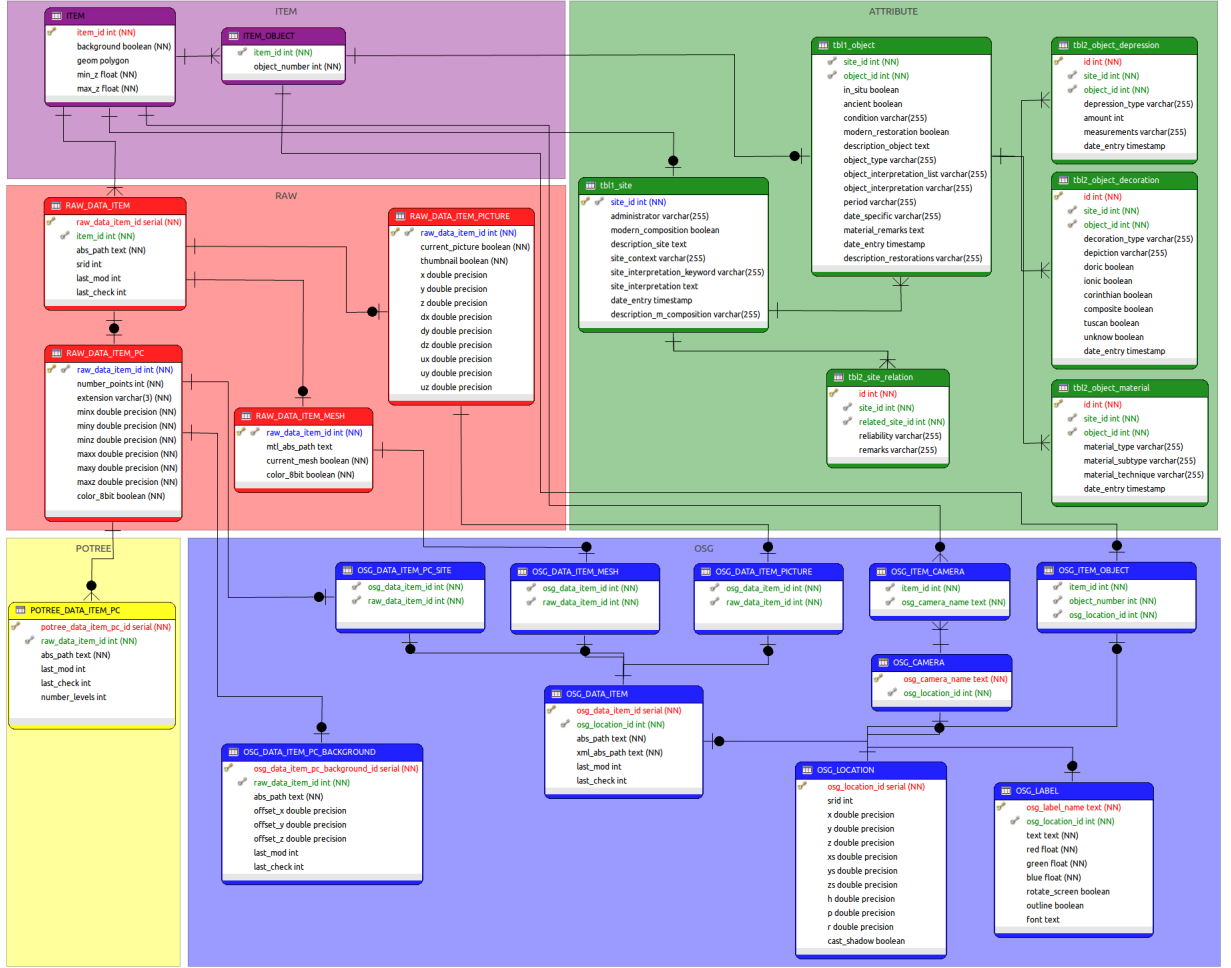 ITEM
ITEM
item_id int (NN)
background boolean (NN)
geom polygon
min_z float (NN)
max_z float (NN)
ITEM_OBJECT
item_id int (NN)
object_number int (NN)
ATTRIBUTE
tbl1_object
site_id int (NN)
object_id int (NN)
in_situ boolean
ancient boolean
condition varchar(255)
modern_restoration boolean
description_object text
object_type varchar(255)
object_interpretation_list varchar(255)
object_interpretation varchar(255)
period varchar(255)
date_specific varchar(255)
material_remarks text
date_entry timestamp
description_restorations varchar(255)
tbl2_object_depression
id int (NN)
site_id int (NN)
object_id int (NN)
depression_type varchar(255)
amount int
measurements varchar(255)
date_entry timestamp
tbl1_site
site_id int (NN)
administrator varchar(255)
modern_composition boolean
description_site text
site_context varchar(255)
site_interpretation_keyword varchar(255)
site_interpretation text
date_entry timestamp
description_m_composition varchar(255)
tbl2_object_decoration
id int (NN)
site_id int (NN)
object_id int (NN)
decoration_type varchar(255)
depiction varchar(255)
doric boolean
ionic boolean
corinthian boolean
composite boolean
tuscan boolean
unknow boolean
date_entry timestamp
tbl2_site_relation
id int (NN)
site_id int (NN)
related_site_id int (NN)
reliability varchar(255)
remarks varchar(255)
tbl2_object_material
id int (NN)
site_id int (NN)
object_id int (NN)
material_type varchar(255)
material_subtype varchar(255)
material_technique varchar(255)
date_entry timestamp
RAW
RAW_DATA_ITEM
raw_data_item_id serial (NN)
item_id int (NN)
abs_path text (NN)
srid int
last_mod int
last_check int
RAW_DATA_ITEM_PICTURE
raw_data_item_id int (NN)
current_picture boolean (NN)
thumbnail boolean (NN)
x double precision
y double precision
z double precision
dx double precision
dy double precision
dz double precision
ux double precision
uy double precision
uz double precision
RAW_DATA_ITEM_PC
raw_data_item_id int (NN)
number_points int (NN)
extension varchar(3) (NN)
minx double precision (NN)
miny double precision (NN)
minz double precision (NN)
maxx double precision (NN)
maxy double precision (NN)
maxz double precision (NN)
color_8bit boolean (NN)
RAW_DATA_ITEM_MESH
raw_data_item_id int (NN)
mtl_abs_path text
current_mesh boolean (NN)
color_8bit boolean (NN)
POTREE
POTREE_DATA_ITEM_PC
potree_data_item_pc_id serial (NN)
raw_data_item_id int (NN)
abs_path text (NN)
last_mod int
last_check int
number_levels int
OSG
OSG_DATA_ITEM_PC_SITE
osg_data_item_id int (NN)
raw_data_item_id int (NN)
OSG_DATA_ITEM_MESH
osg_data_item_id int (NN)
raw_data_item_id int (NN)
OSG_DATA_ITEM_PICTURE
osg_data_item_id int (NN)
raw_data_item_id int (NN)
OSG_ITEM_CAMERA
item_id int (NN)
osg_camera_name text (NN)
OSG_ITEM_OBJECT
item_id int (NN)
object_number int (NN)
osg_location_id int (NN)
OSG_CAMERA
osg_camera_name text (NN)
osg_location_id int (NN)
OSG_DATA_ITEM
osg_data_item_id serial (NN)
osg_location_id int (NN)
abs_path text (NN)
xml_abs_path text (NN)
last_mod int
last_check int
OSG_DATA_ITEM_PC_BACKGROUND
osg_data_item_pc_background_id serial (NN)
raw_data_item_id int (NN)
abs_path text (NN)
offset_x double precision
offset_y double precision
offset_z double precision
last_mod int
last_check int
OSG_LOCATION
osg_location_id serial (NN)
srid int
x double precision
y double precision
z double precision
xs double precision
ys double precision
zs double precision
h double precision
p double precision
r double precision
cast_shadow boolean
OSG_LABEL
osg_label_name text (NN)
osg_location_id int (NN)
text text (NN)
red float (NN)
green float (NN)
blue float (NN)
rotate_screen boolean
outline boolean
font text